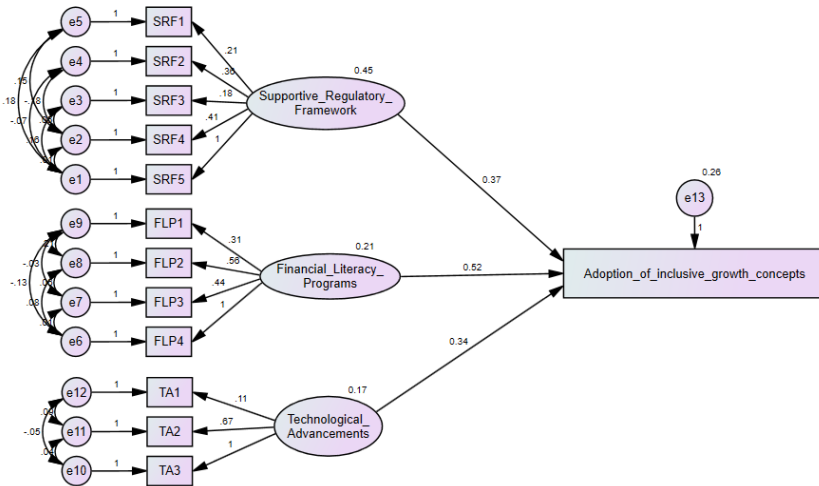 e5 1 SRF1
e4 1 SRF2
e3 1 SRF3
e2 1 SRF4
e1 1 SRF5
.18
-.07
.21
.36
.18
.41
1
0.45
Supportive_Regulatory_
Framework
0.37
e9 1 FLP1
e8 1 FLP2
e7 1 FLP3
e6 1 FLP4
-.03
-.13
.08
.31
.56
.44
1
0.21
Financial_Literacy_
Programs
0.52
e12 1 TA1
e11 1 TA2
e10 1 TA3
-.05
.11
.67
1
0.17
Technological_
Advancements
0.34
0.26
e13
1
Adoption_of_inclusive_growth_concepts